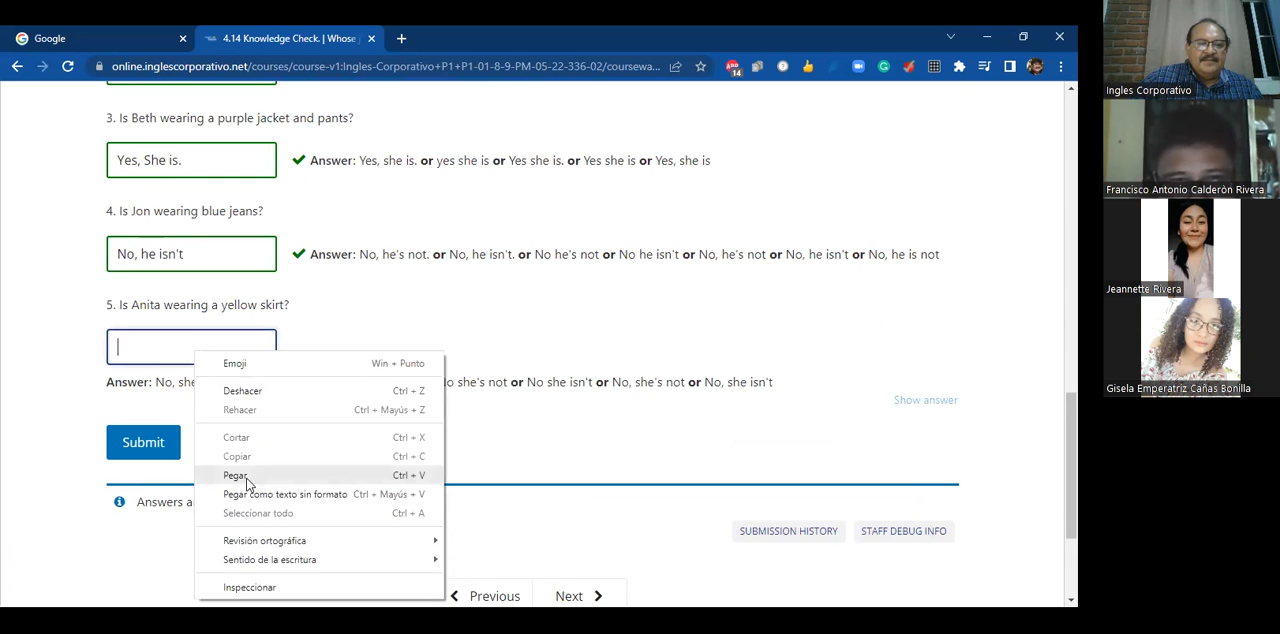 Google
4.14 Knowledge Check. | Whose
online.inglescorporativo.net/courses/course-v1:Ingles-Corporativo+P1+P1-01-8-9-PM-05-22-336-02/coursewa...
14
3. Is Beth wearing a purple jacket and pants?
Yes, She is.
Answer: Yes, she is. or yes she is or Yes she is. or Yes she is or Yes, she is
4. Is Jon wearing blue jeans?
No, he isn't
Answer: No, he's not. or No, he isn't. or No he's not or No he isn't or No, he's not or No, he isn't or No, he is not
5. Is Anita wearing a yellow skirt?
Answer: No, she
o she's not or No she isn't or No, she's not or No, she isn't
Show answer
Submit
Answers a
SUBMISSION HISTORY
STAFF DEBUG INFO
Previous
Next
Emoji Win + Punto
Deshacer Ctrl + Z
Rehacer Ctrl + Mayús + Z
Cortar Ctrl + X
Copiar Ctrl + C
Pegar Ctrl + V
Pegar como texto sin formato Ctrl + Mayús + V
Seleccionar todo Ctrl + A
Revisión ortográfica
Sentido de la escritura
Inspeccionar
Ingles Corporativo
Francisco Antonio Calderòn Rivera
Jeannette Rivera
Gisela Emperatriz Cañas Bonilla